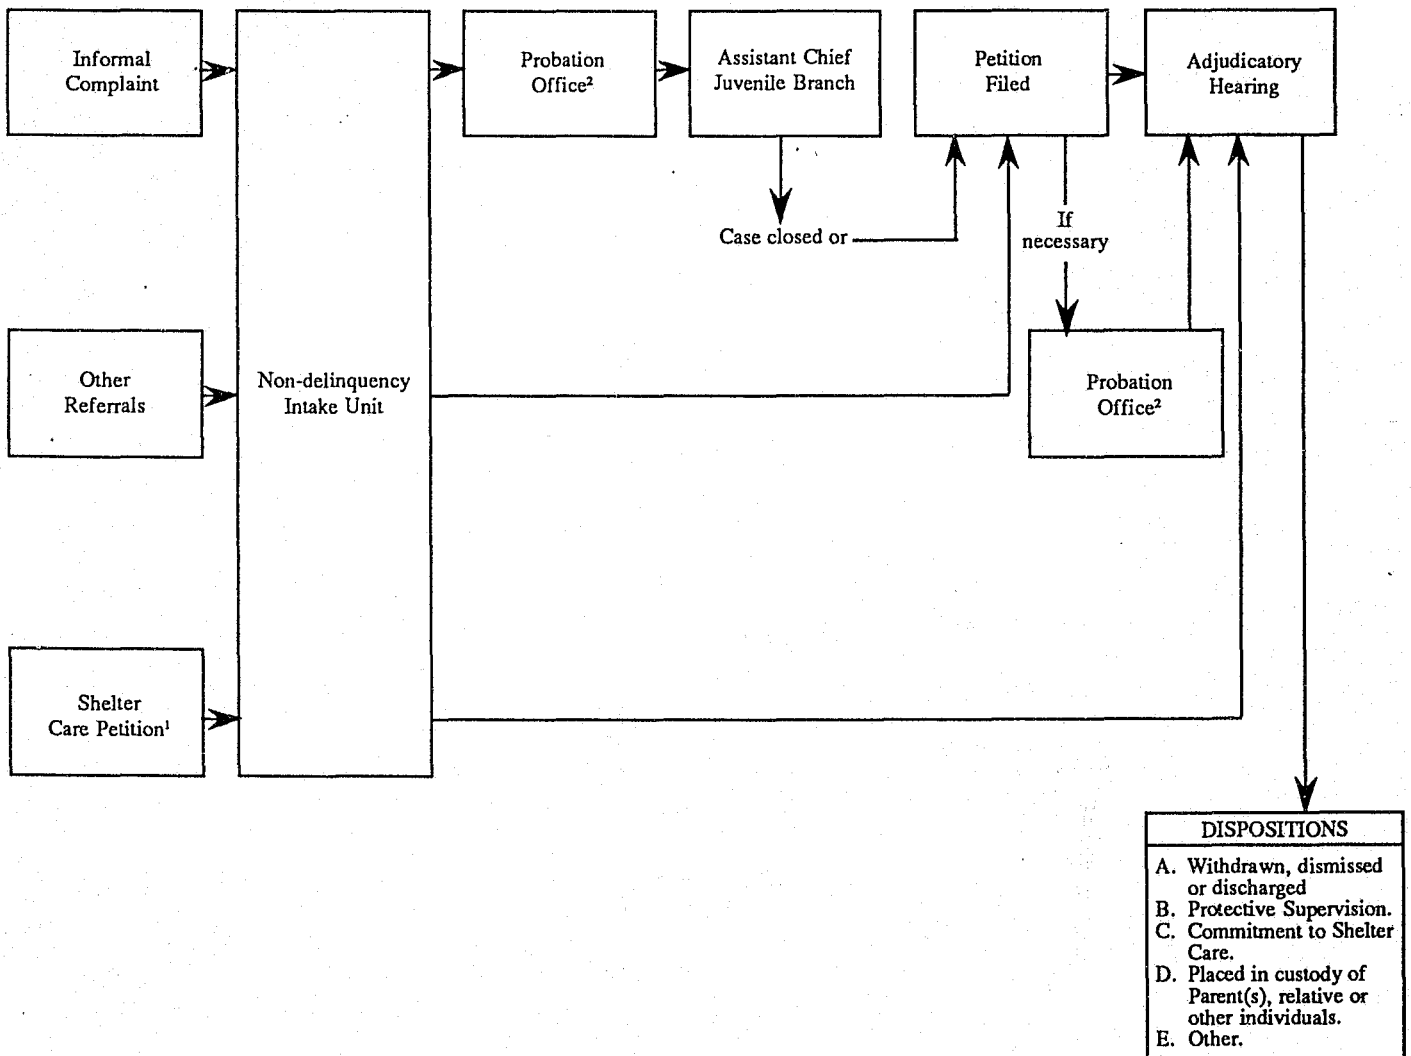 Informal
Complaint
Probation
Office²
Assistant Chief
Juvenile Branch
Petition
Filed
Adjudicatory
Hearing
Case closed or
If
necessary
Other
Referrals
Non-delinquency
Intake Unit
Probation
Office²
Shelter
Care Petition¹
DISPOSITIONS
A. Withdrawn, dismissed
or discharged
B. Protective Supervision.
C. Commitment to Shelter
Care.
D. Placed in custody of
Parent(s), relative or
other individuals.
E. Other.